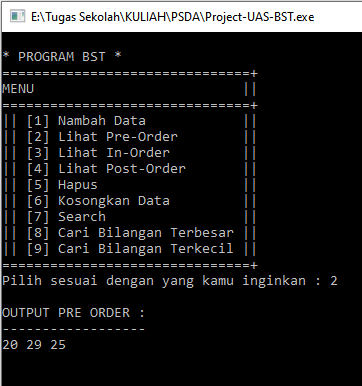 E:\Tugas Sekolah\KULIAH\PSDA\Project-UAS-BST.exe
* PROGRAM BST *
===============================+
MENU                          ||
===============================+
|| [1] Nambah Data            ||
|| [2] Lihat Pre-Order        ||
|| [3] Lihat In-Order         ||
|| [4] Lihat Post-Order       ||
|| [5] Hapus                  ||
|| [6] Kosongkan Data         ||
|| [7] Search                 ||
|| [8] Cari Bilangan Terbesar ||
|| [9] Cari Bilangan Terkecil ||
===============================+
Pilih sesuai dengan yang kamu inginkan : 2
OUTPUT PRE ORDER :
------------------
20 29 25